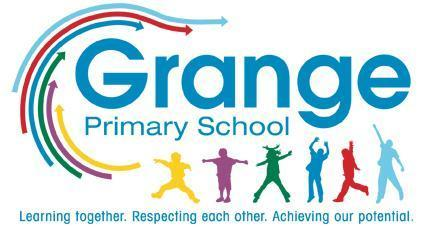 Grange
Primary School
Learning together. Respecting each other. Achieving our potential.